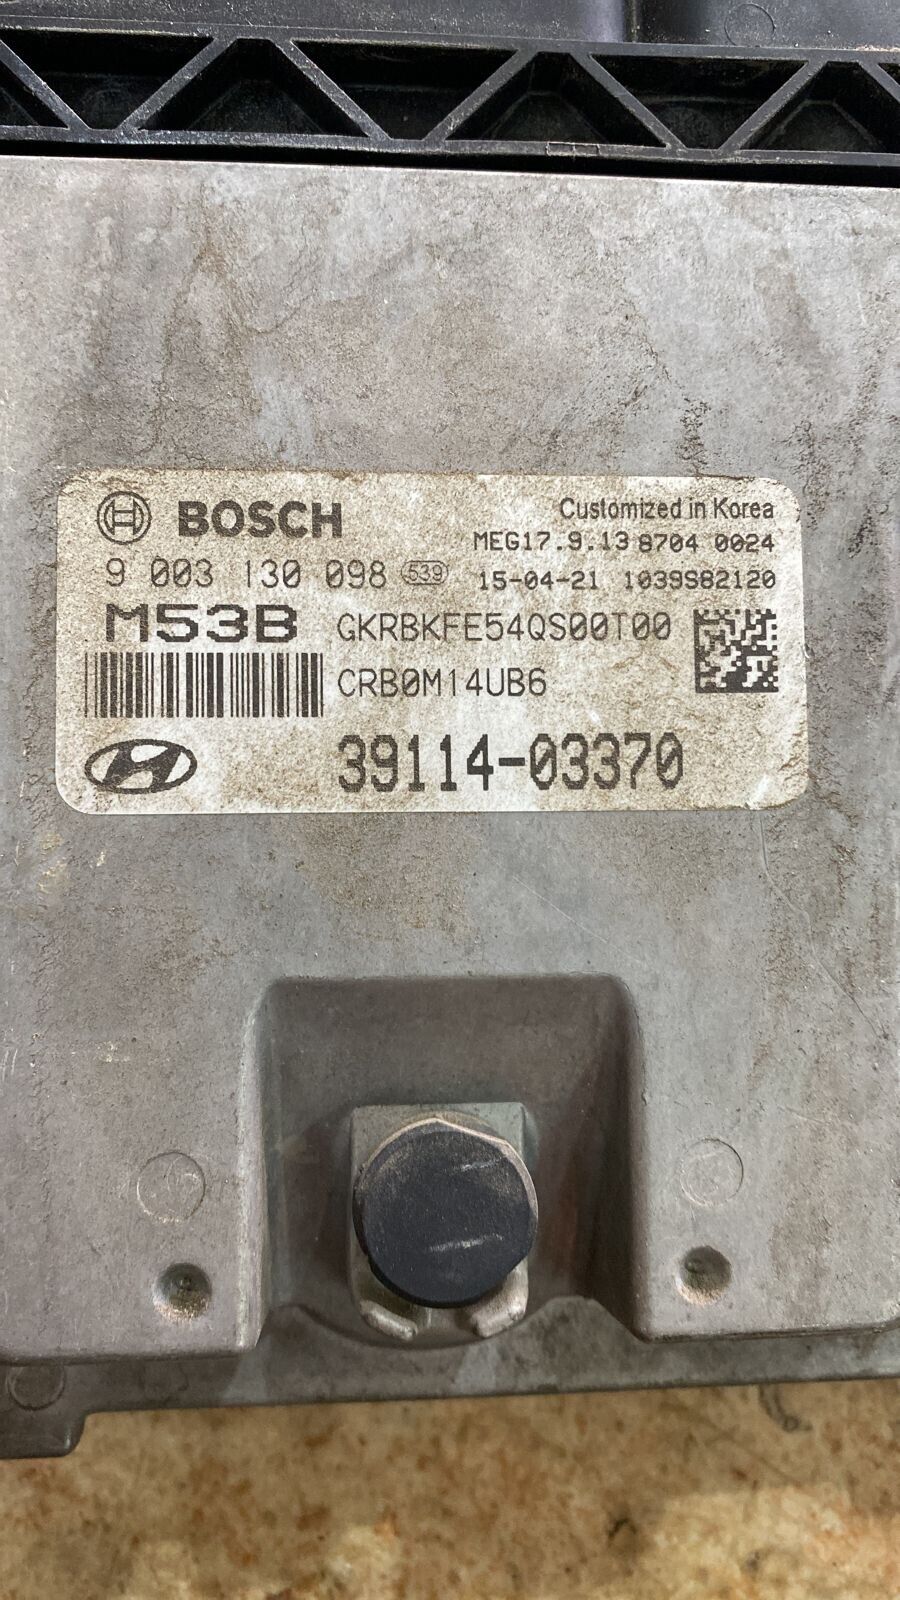 BOSCH
Customized in Korea
MEG17.9.13 8704 0024
9 003 130 098 539
15-04-21 1039S82120
M53B
GKRBKFE54QS00T00
CRB0M14UB6
39114-03370